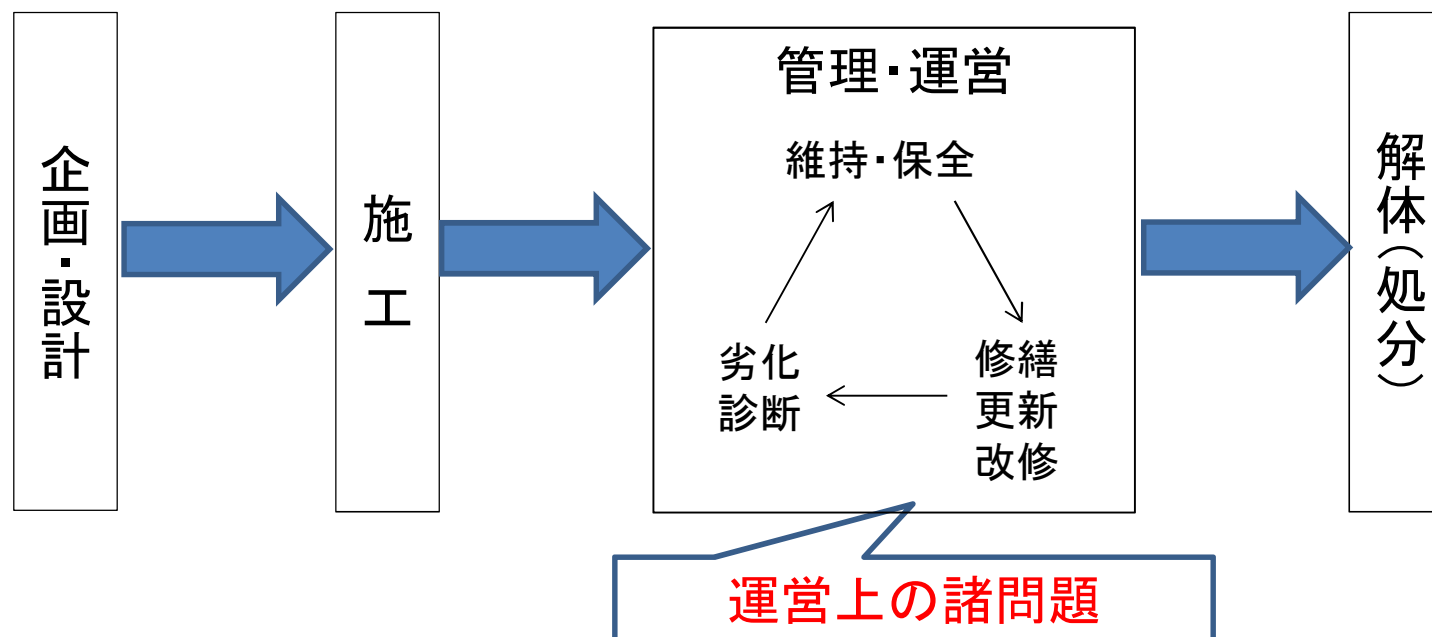 企画・設計
施工
管理・運営
維持・保全
劣化
診断
修繕
更新
改修
解体(処分)
運営上の諸問題